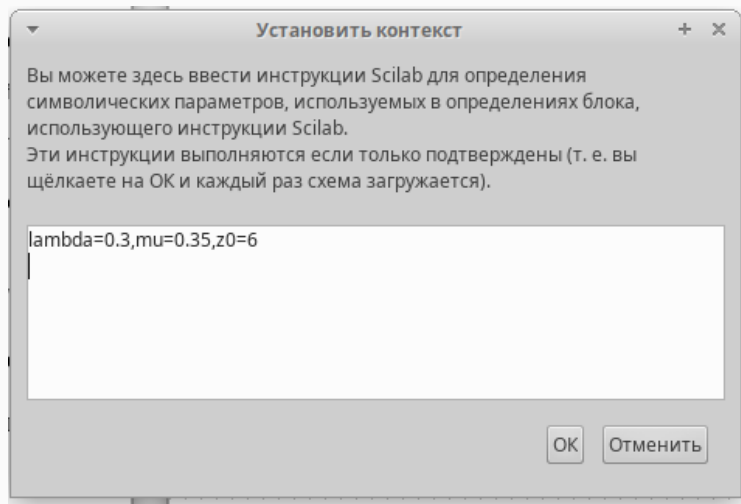 Установить контекст
Вы можете здесь ввести инструкции Scilab для определения
символических параметров, используемых в определениях блока,
использующего инструкции Scilab.
Эти инструкции выполняются если только подтверждены (т. е. вы
щёлкаете на ОК и каждый раз схема загружается).
lambda=0.3,mu=0.35,z0=6
ОК
Отменить